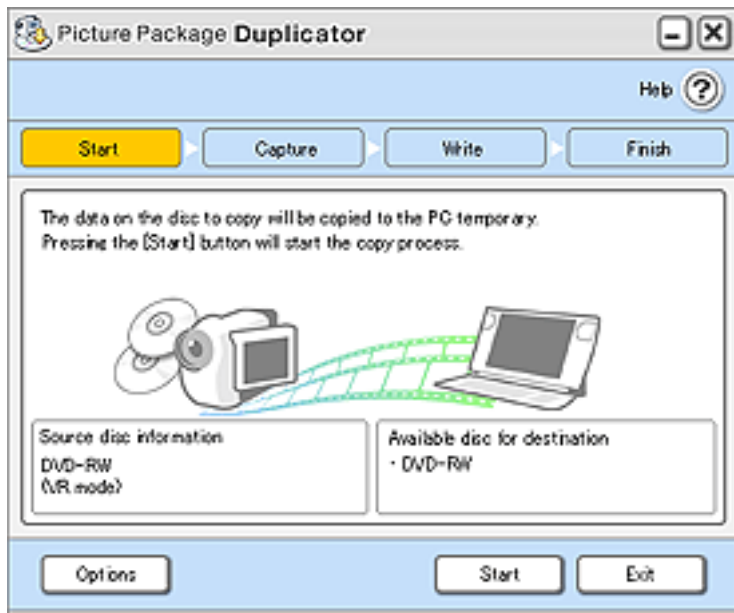 Picture Package Duplicator
Help ?
Start
Capture
Write
Finish
The data on the disc to copy will be copied to the PC temporary.
Pressing the [Start] button will start the copy process.
Source disc information
DVD-RW
(VR mode)
Available disc for destination
· DVD-RW
Options
Start
Exit